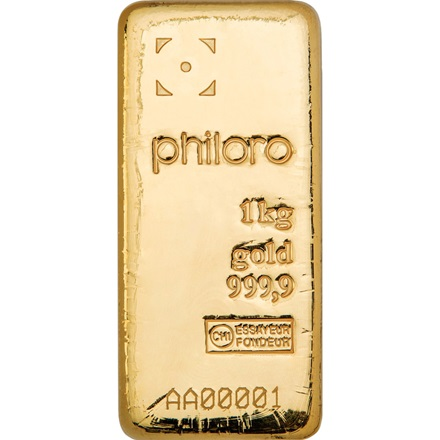 philoro
1kg
gold
999,9
CMI
ESSAYEUR
FONDEUR
AA00001